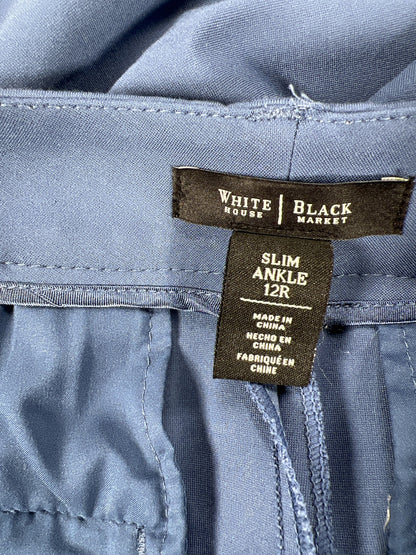 WHITE | BLACK
HOUSE | MARKET
SLIM
ANKLE
12R
MADE IN
CHINA
HECHO EN
CHINA
FABRIQUÉ EN
CHINE